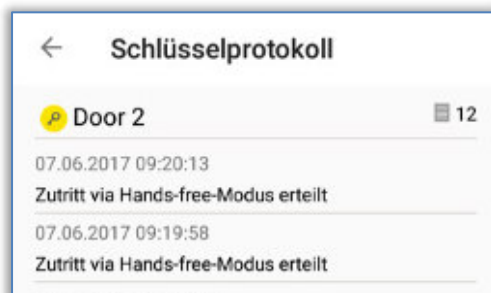 Schlüsselprotokoll
Door 2 12
07.06.2017 09:20:13
Zutritt via Hands-free-Modus erteilt
07.06.2017 09:19:58
Zutritt via Hands-free-Modus erteilt